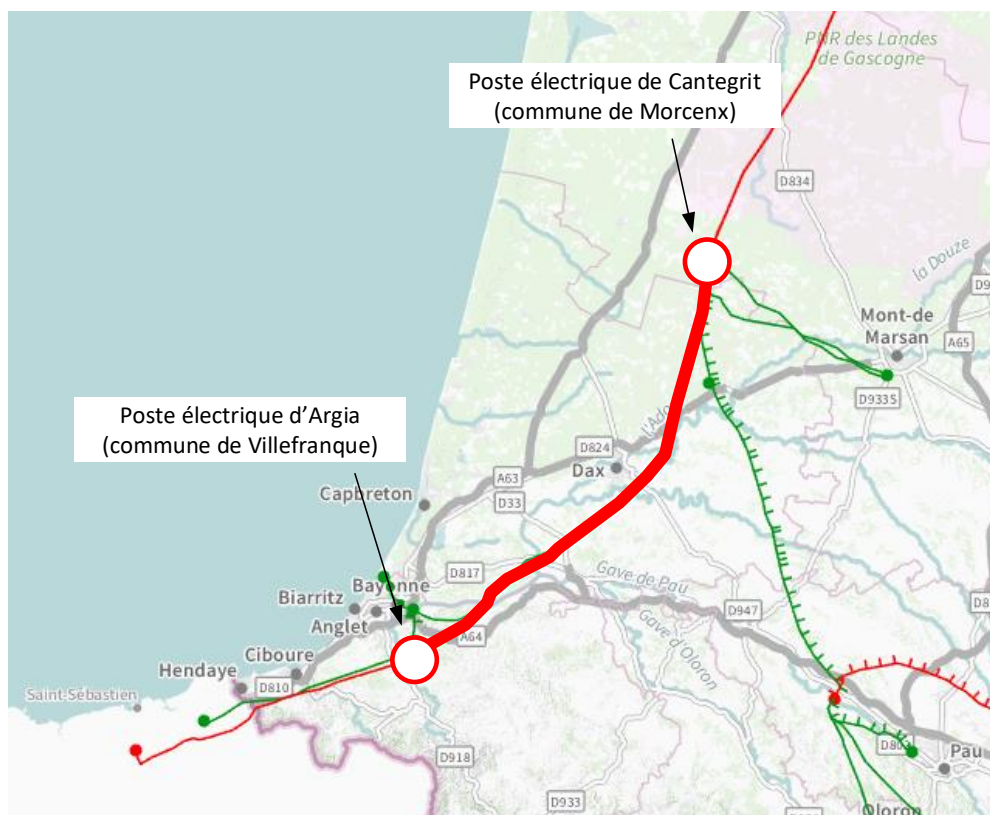 PNR des Landes
de Gascogne
Poste électrique de Cantegrit
(commune de Morcenx)
D834
la Douze
Mont-de
Marsan
A65
D933S
Poste électrique d’Argia
(commune de Villefranque)
D824
Dax
A63
D33
Capbreton
D817
Bayonne
Biarritz
Anglet
A64
Gave de Pau
D947
Gave d'Oloron
Ciboure
Hendaye
D810
Saint-Sébastien
D918
D933
Pau
Oloron